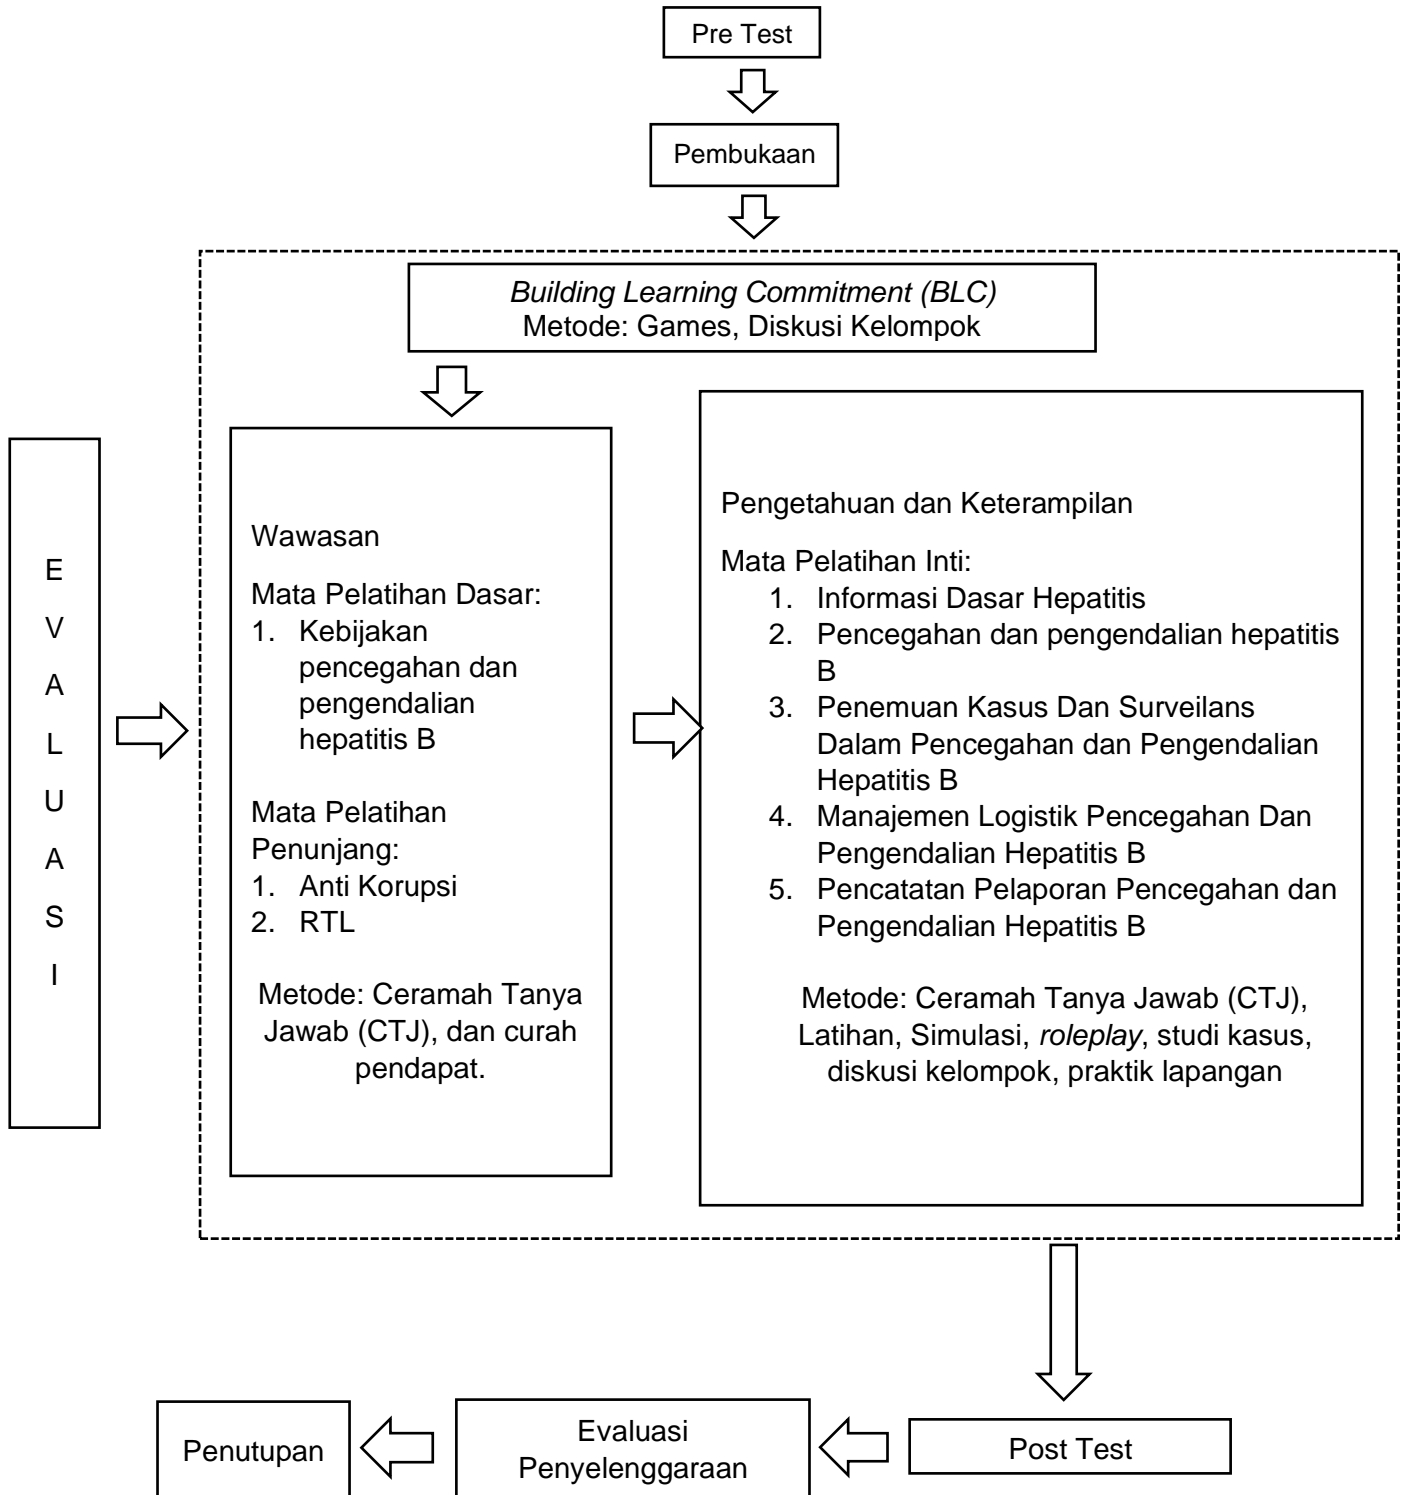 Pre Test
Pembukaan
Building Learning Commitment (BLC)
Metode: Games, Diskusi Kelompok
E
V
A
L
U
A
S
I
Wawasan
Mata Pelatihan Dasar:
1. Kebijakan
pencegahan dan
pengendalian
hepatitis B
Mata Pelatihan
Penunjang:
1. Anti Korupsi
2. RTL
Metode: Ceramah Tanya
Jawab (CTJ), dan curah
pendapat.
Pengetahuan dan Keterampilan
Mata Pelatihan Inti:
1. Informasi Dasar Hepatitis
2. Pencegahan dan pengendalian hepatitis
B
3. Penemuan Kasus Dan Surveilans
Dalam Pencegahan dan Pengendalian
Hepatitis B
4. Manajemen Logistik Pencegahan Dan
Pengendalian Hepatitis B
5. Pencatatan Pelaporan Pencegahan dan
Pengendalian Hepatitis B
Metode: Ceramah Tanya Jawab (CTJ),
Latihan, Simulasi, roleplay, studi kasus,
diskusi kelompok, praktik lapangan
Post Test
Evaluasi
Penyelenggaraan
Penutupan